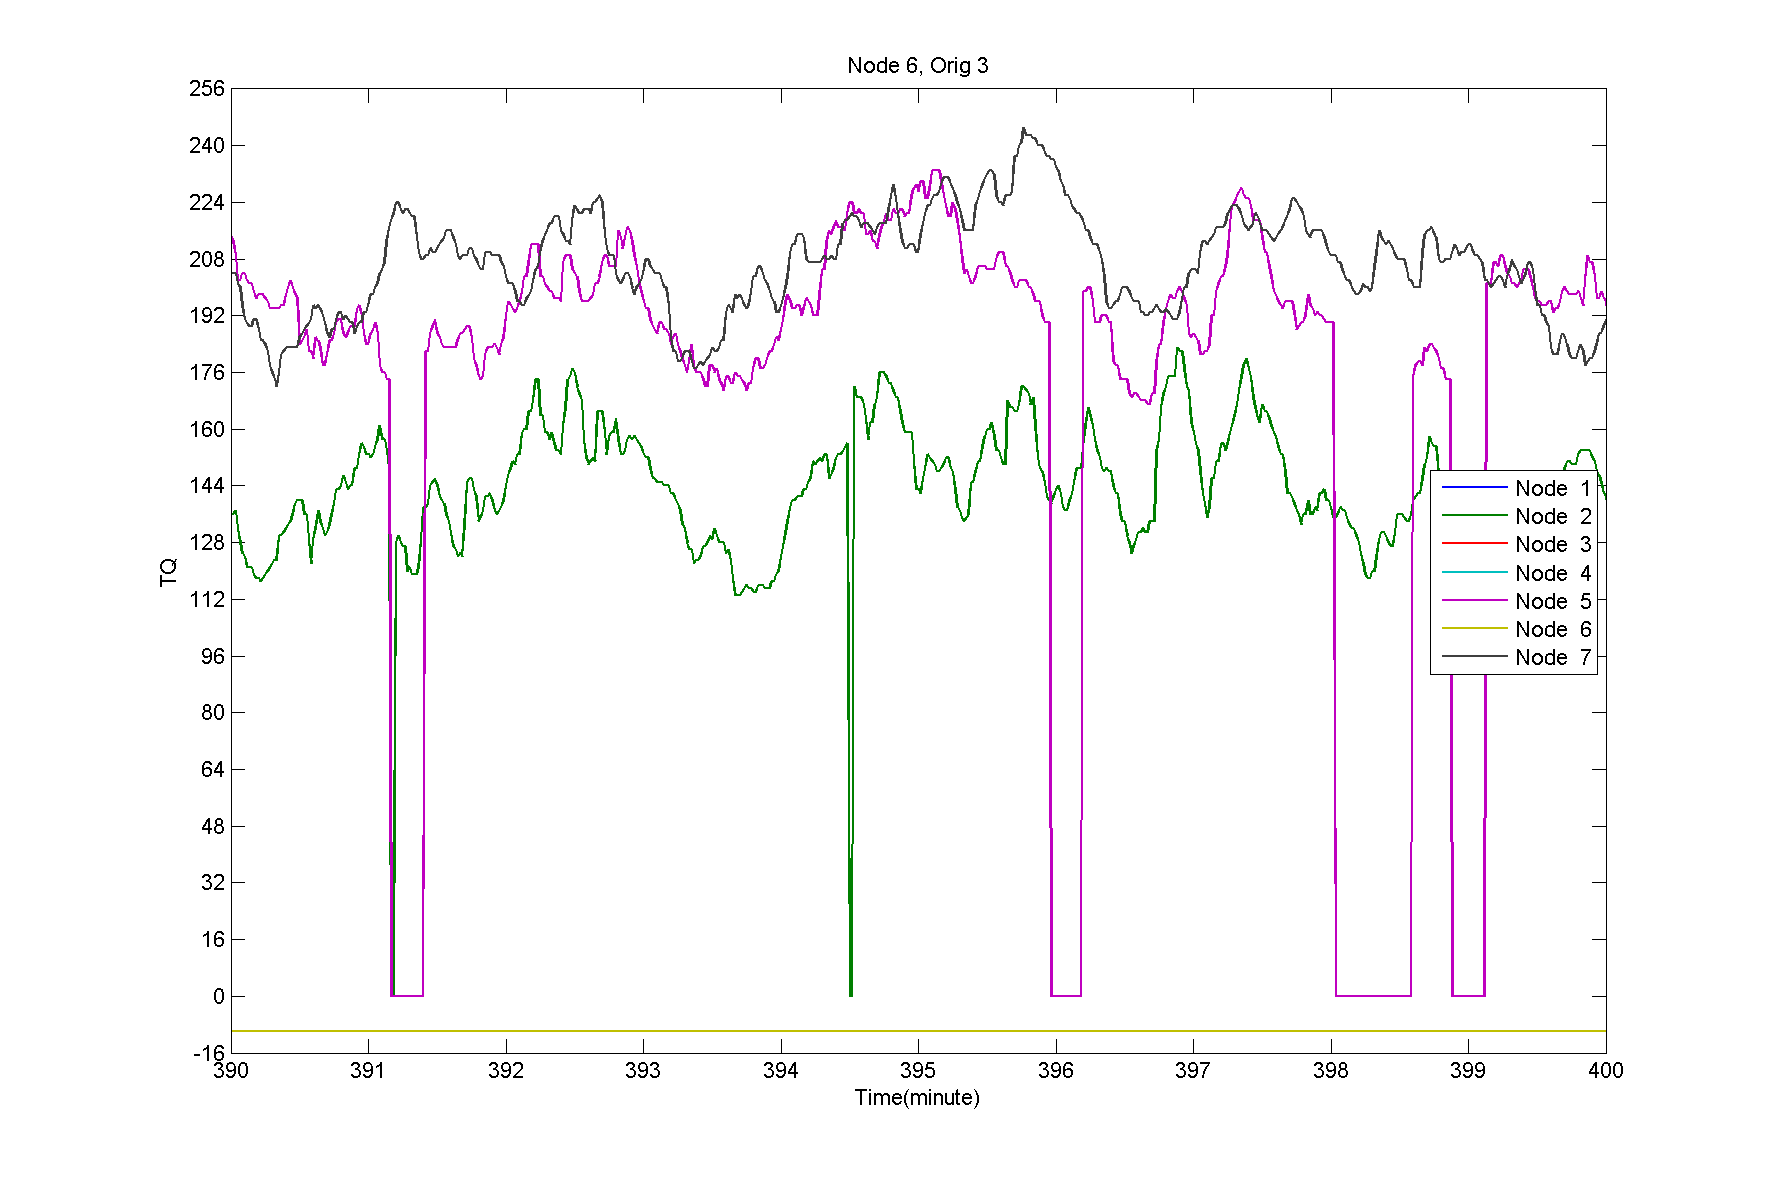 Node 6, Orig 3
256
240
224
208
192
176
160
144
128
112
96
80
64
48
32
16
0
-16
TQ
Node 1
Node 2
Node 3
Node 4
Node 5
Node 6
Node 7
390 391 392 393 394 395 396 397 398 399 400
Time(minute)